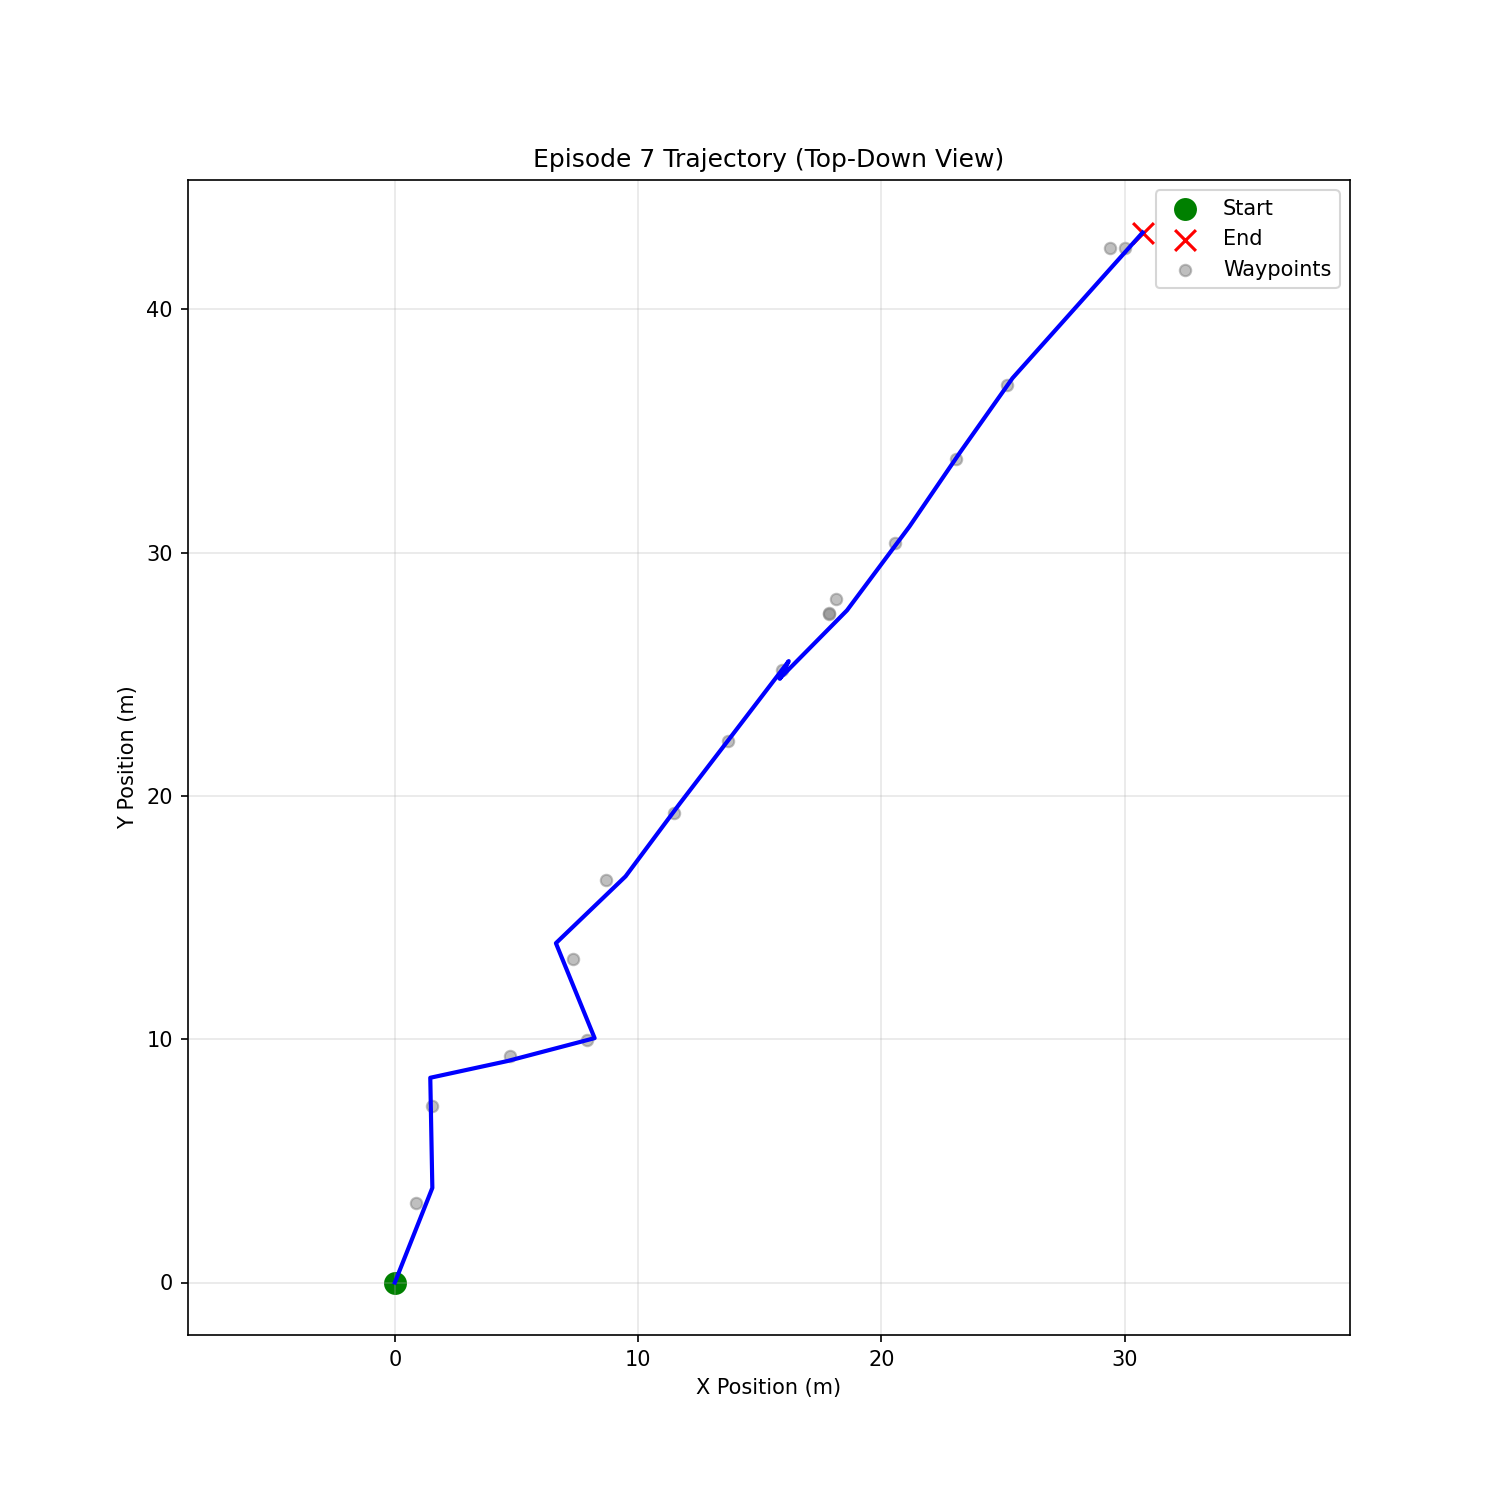 Episode 7 Trajectory (Top-Down View)
Start
End
Waypoints
40
30
20
10
0
Y Position (m)
0
10
20
30
X Position (m)